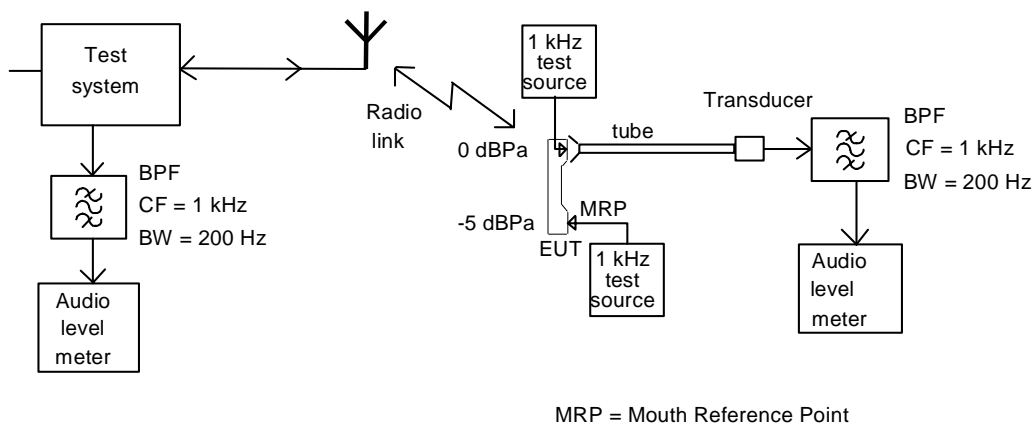 Test
system
BPF
CF = 1 kHz
BW = 200 Hz
Audio
level
meter
Radio
link
1 kHz
test
source
0 dBPa
tube
Transducer
BPF
CF = 1 kHz
BW = 200 Hz
-5 dBPa
MRP
EUT
1 kHz
test
source
Audio
level
meter
MRP = Mouth Reference Point